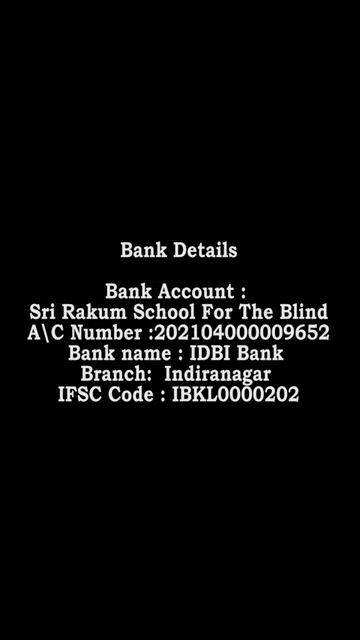 Bank Details
Bank Account :
Sri Rakum School For The Blind
A\C Number :202104000009652
Bank name : IDBI Bank
Branch:  Indiranagar
IFSC Code : IBKL0000202